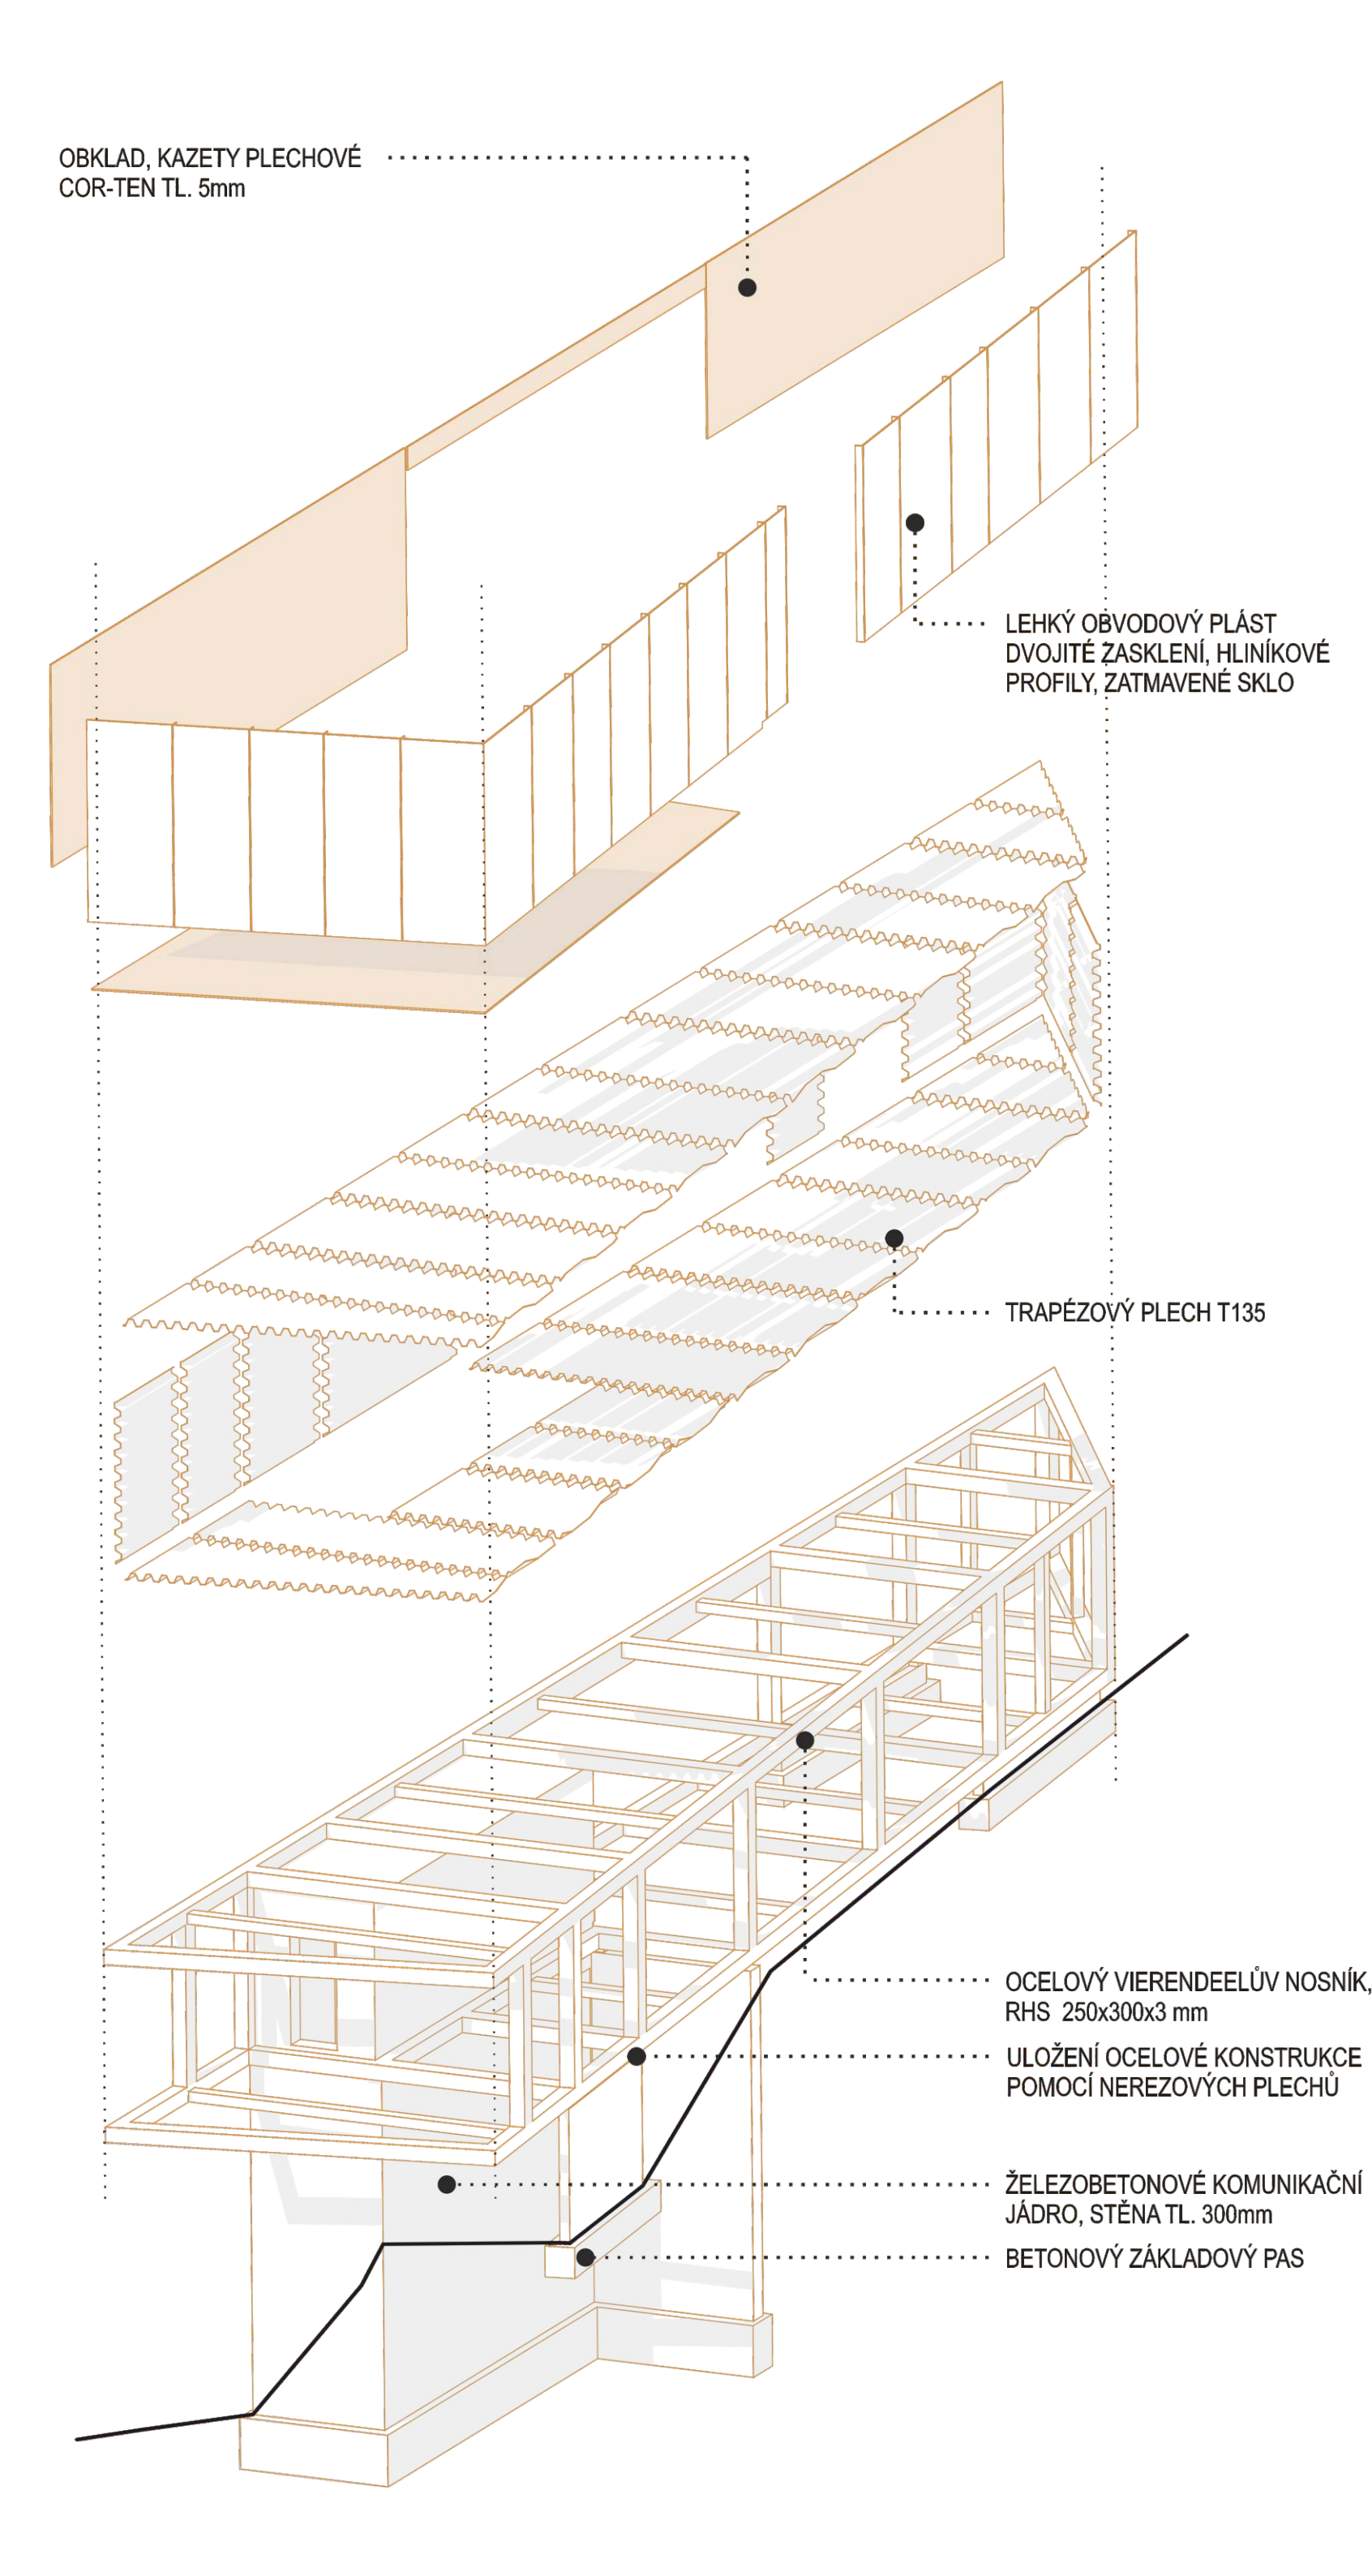 OBKLAD, KAZETY PLECHOVÉ
COR-TEN TL. 5mm
LEHKÝ OBVODOVÝ PLÁST
DVOJITÉ ZASKLENÍ, HLINÍKOVÉ
PROFILY, ZATMAVENÉ SKLO
TRAPÉZOVÝ PLECH T135
OCELOVÝ VIERENDEELŮV NOSNÍK,
RHS 250x300x3 mm
ULOŽENÍ OCELOVÉ KONSTRUKCE
POMOCÍ NEREZOVÝCH PLECHŮ
ŽELEZOBETONOVÉ KOMUNIKAČNÍ
JÁDRO, STĚNA TL. 300mm
BETONOVÝ ZÁKLADOVÝ PAS